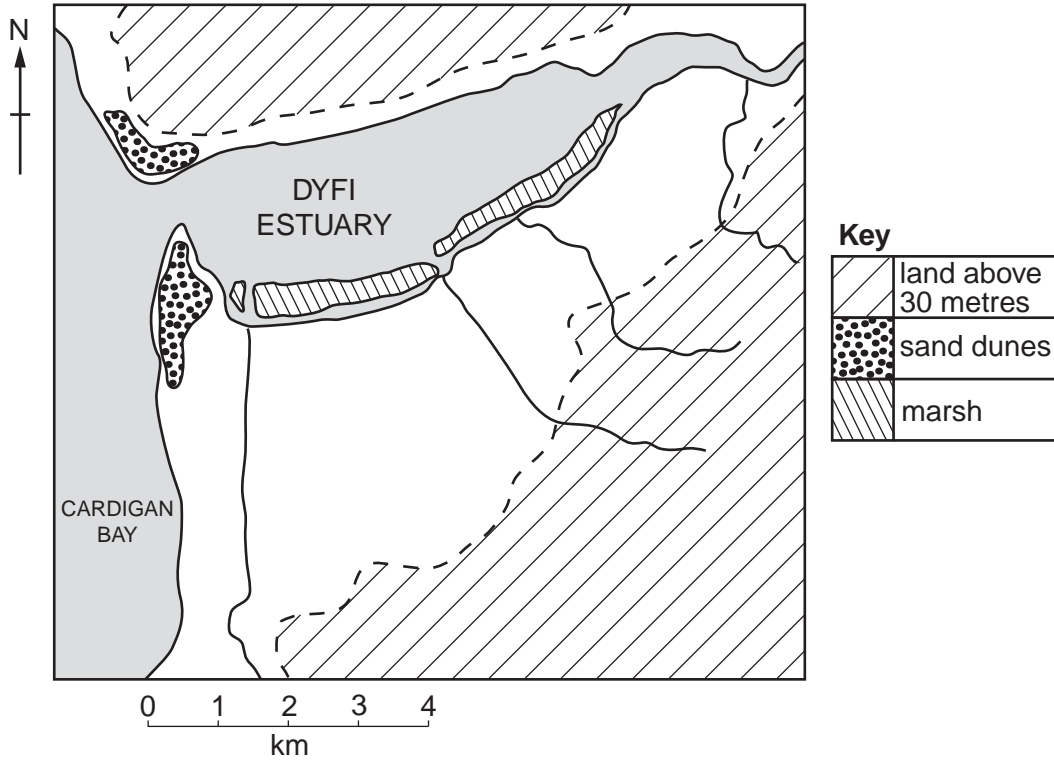 N
DYFI
ESTUARY
CARDIGAN
BAY
Key
land above
30 metres
sand dunes
marsh
0 1 2 3 4
km